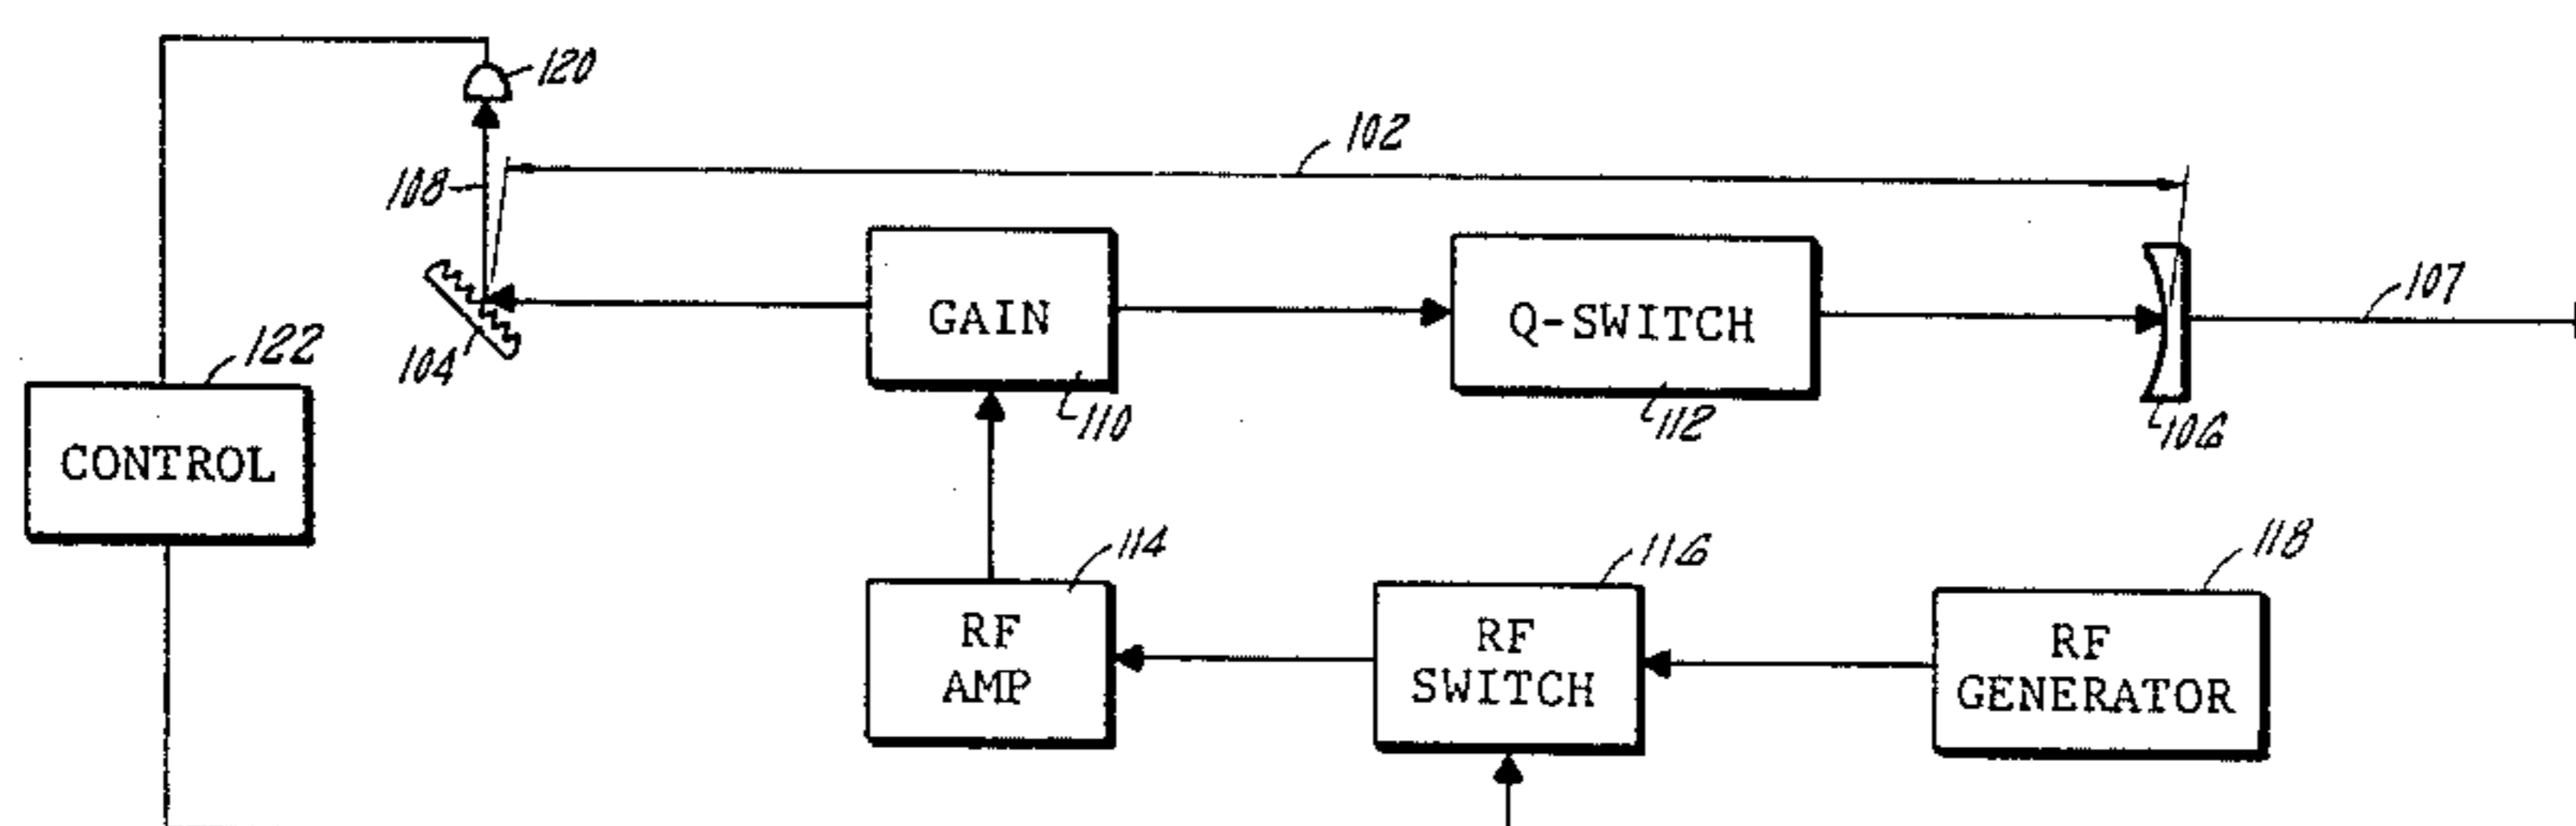 120
102
108
107
GAIN
Q-SWITCH
104
122
110
112
106
CONTROL
114
116
118
RF
AMP
RF
SWITCH
RF
GENERATOR